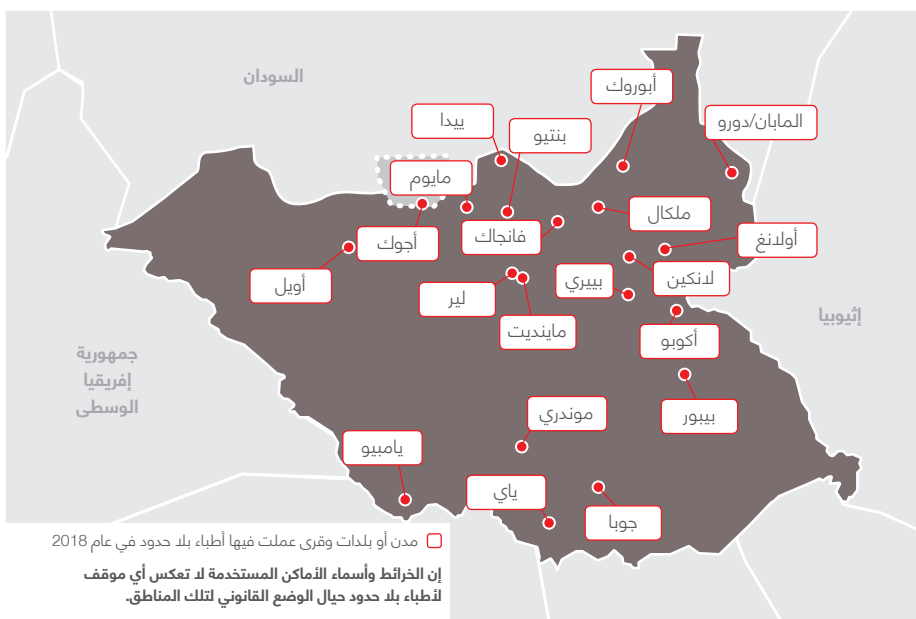 السودان
أبوروك
ييدا
المابان/دورو
بنتيو
مايوم
ملكال
فانجاك
أولانغ
أجوك
لانكين
بييري
أويل
لير
إثيوبيا
ماينديت
أكوبو
جمهورية
إفريقيا
الوسطى
بيبور
موندري
يامبيو
ياي
جوبا
مدن أو بلدات وقرى عملت فيها أطباء بلا حدود في عام 2018
إن الخرائط وأسماء الأماكن المستخدمة لا تعكس أي موقف
لأطباء بلا حدود حيال الوضع القانوني لتلك المناطق.